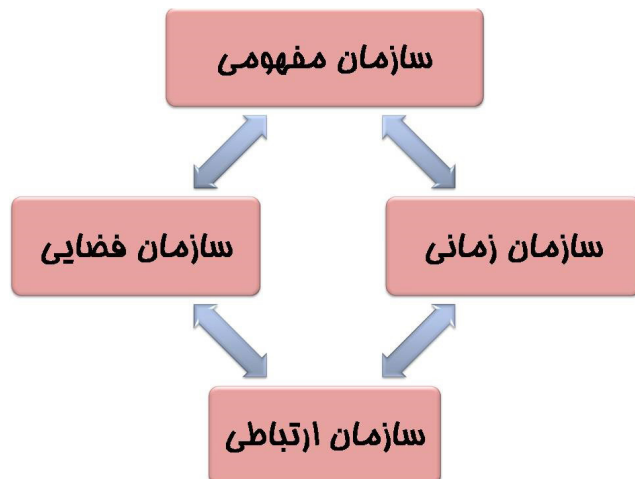 سازمان مفهومی
سازمان زمانی
سازمان فضایی
سازمان ارتباطی